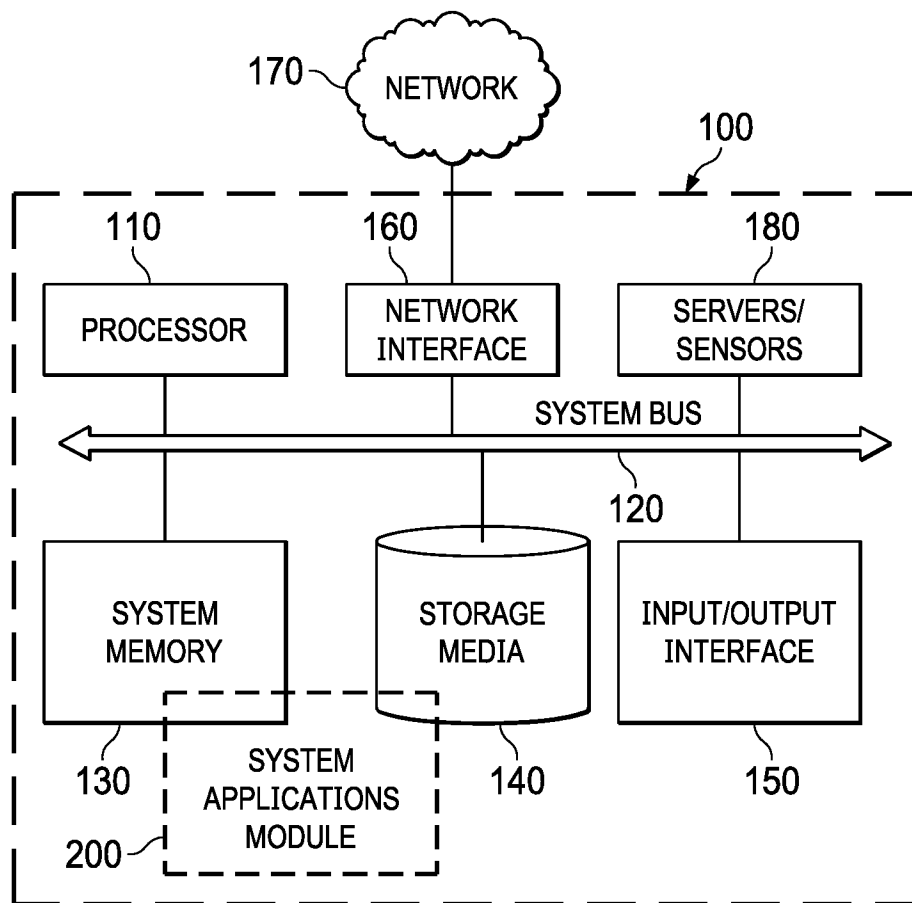 170
NETWORK
100
110
160
180
PROCESSOR
NETWORK
INTERFACE
SERVERS/
SENSORS
SYSTEM BUS
120
SYSTEM
MEMORY
STORAGE
MEDIA
INPUT/OUTPUT
INTERFACE
130
140
150
SYSTEM
APPLICATIONS
MODULE
200